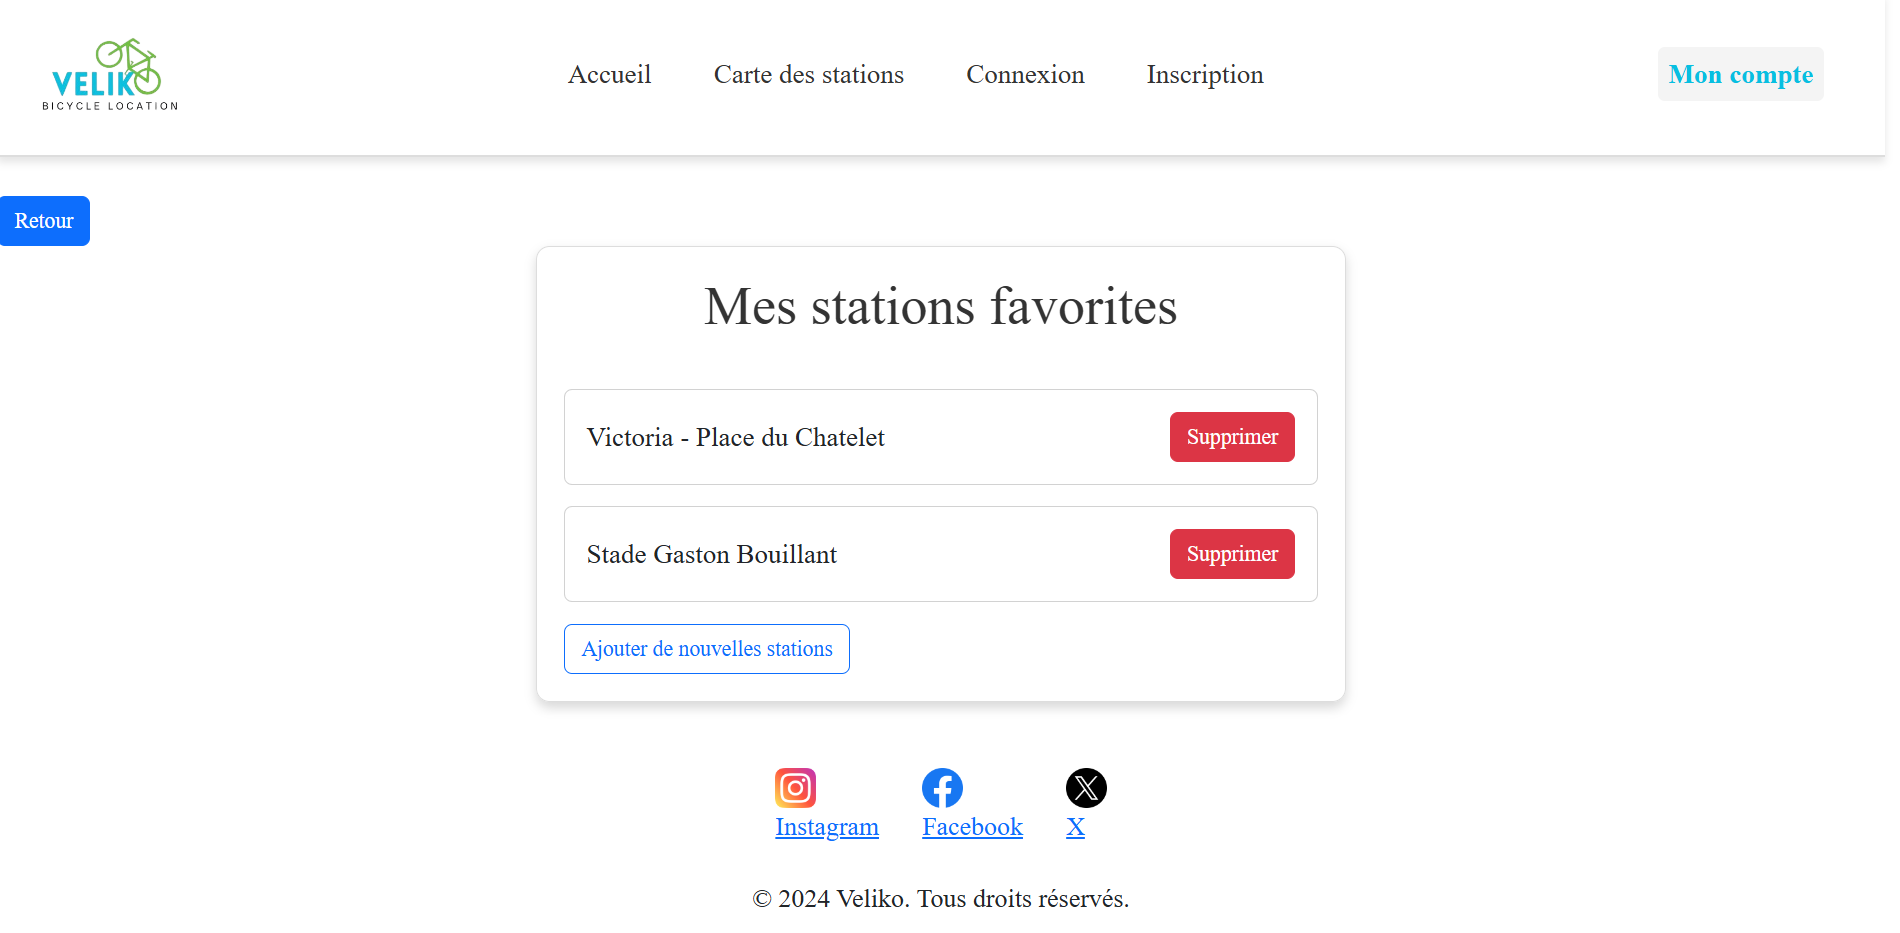 VELIKO
BICYCLE LOCATION
Accueil
Carte des stations
Connexion
Inscription
Mon compte
Retour
Mes stations favorites
Victoria - Place du Chatelet
Supprimer
Stade Gaston Bouillant
Supprimer
Ajouter de nouvelles stations
Instagram
Facebook
X
© 2024 Veliko. Tous droits réservés.